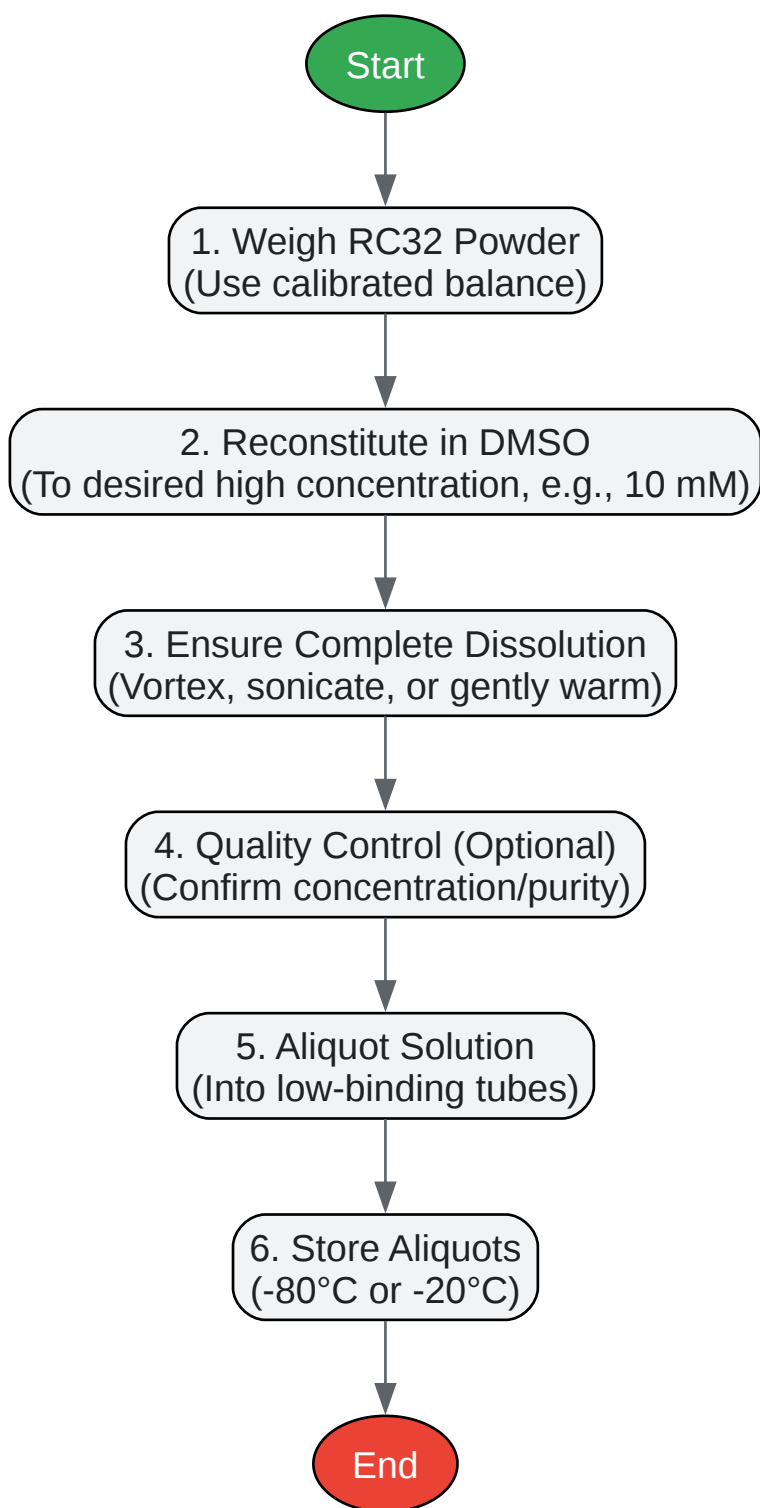 Start
1. Weigh RC32 Powder
(Use calibrated balance)
2. Reconstitute in DMSO
(To desired high concentration, e.g., 10 mM)
3. Ensure Complete Dissolution
(Vortex, sonicate, or gently warm)
4. Quality Control (Optional)
(Confirm concentration/purity)
5. Aliquot Solution
(Into low-binding tubes)
6. Store Aliquots
(-80°C or -20°C)
End